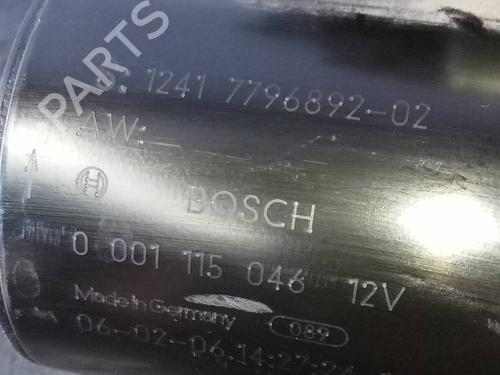 PARTS
1241 7796892-02
AW:
BOSCH
0 001 115 046 12V
Made in Germany 089
06-02-06 14:27:24